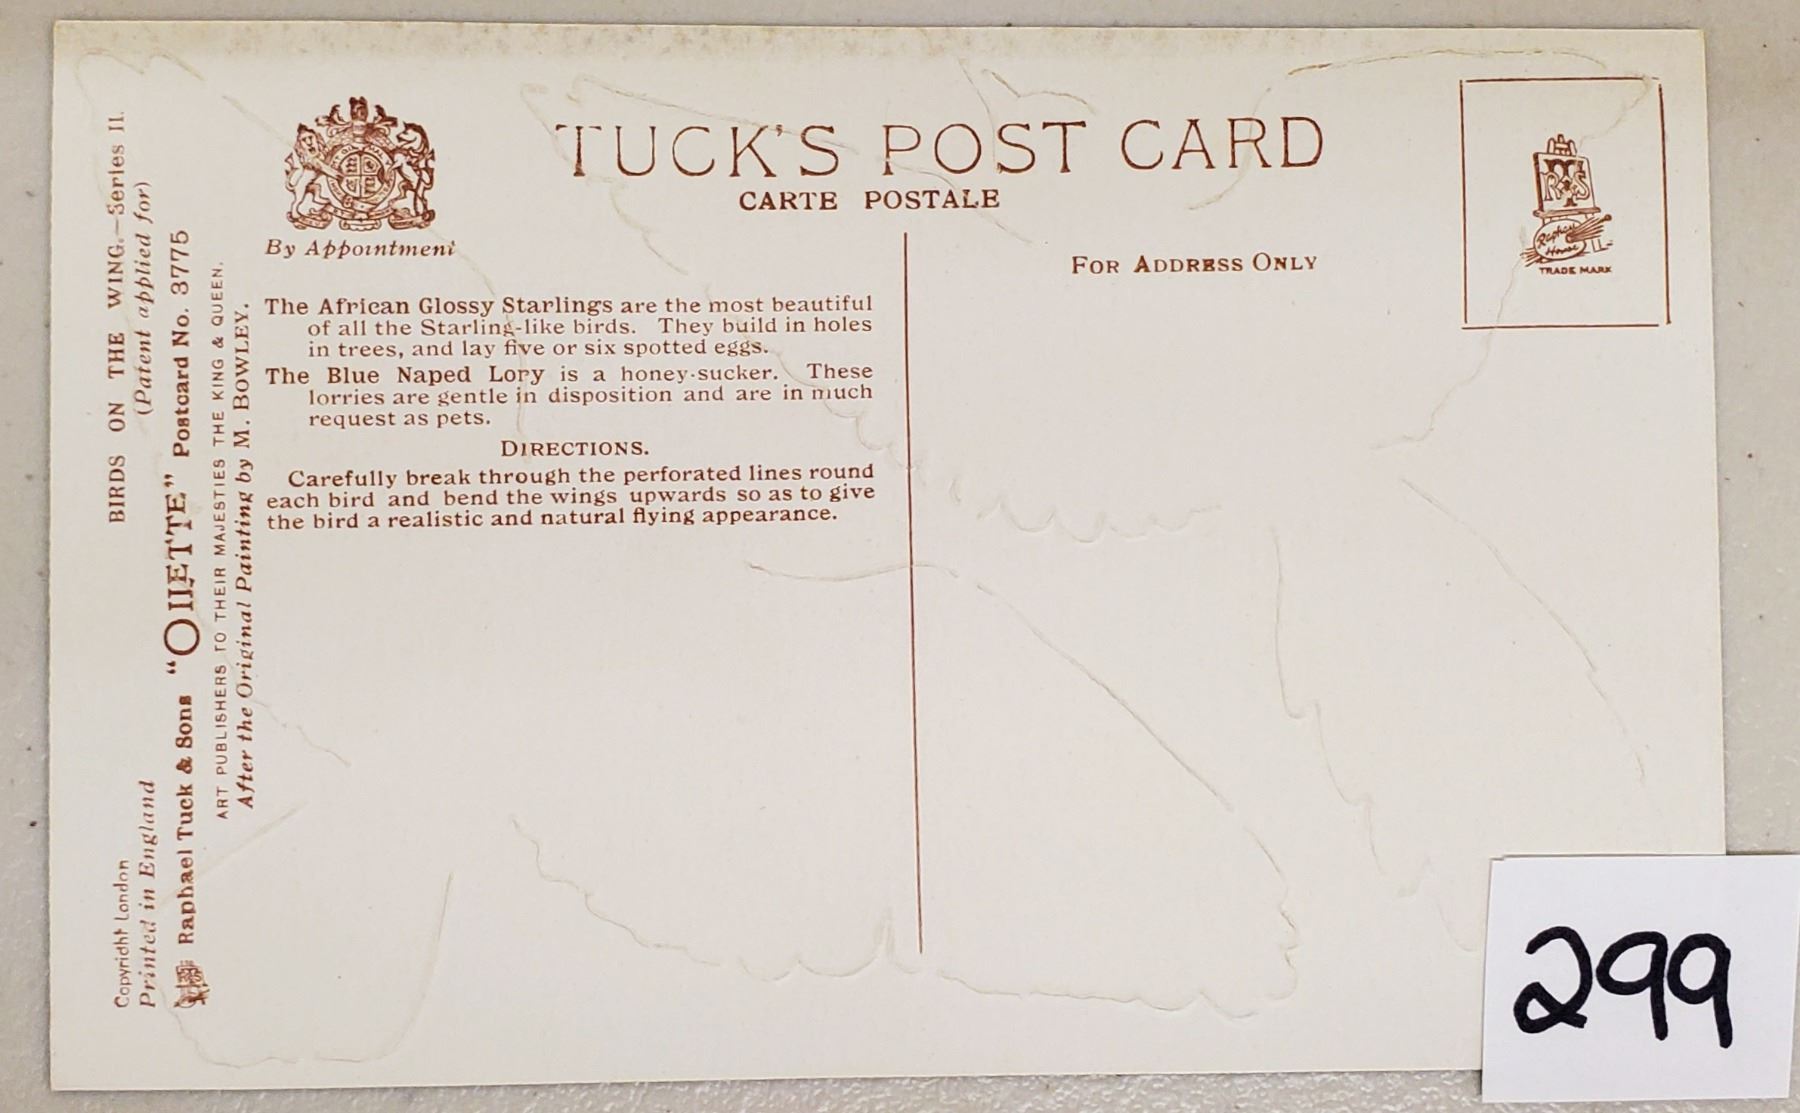 TUCK'S POST CARD
CARTE POSTALE
By Appointment
FOR ADDRESS ONLY
The African Glossy Starlings are the most beautiful
of all the Starling-like birds. They build in holes
in trees, and lay five or six spotted eggs.
The Blue Naped Lory is a honey-sucker. These
lorries are gentle in disposition and are in much
request as pets.
DIRECTIONS.
Carefully break through the perforated lines round
each bird and bend the wings upwards so as to give
the bird a realistic and natural flying appearance.
BIRDS ON THE WING.—Series II.
(Patent applied for)
Copyright London
Printed in England
Raphael Tuck & Sons "OILETTE" Postcard No. 3775
ART PUBLISHERS TO THEIR MAJESTIES THE KING & QUEEN.
After the Original Painting by M. BOWLEY.
RTS
Raphael
House
TRADE MARK
299